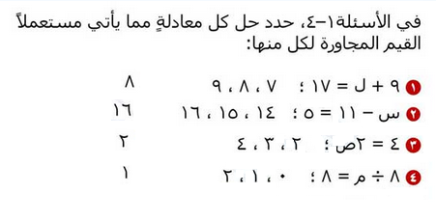 في الأسئلة ١–٤، حدد حل كل معادلةٍ مما يأتي مستعملاً
القيم المجاورة لكل منها:
١ ٩ + ل = ١٧ ؛ ٧ ، ٨ ، ٩ ٨
٢ س – ١١ = ٥ ؛ ١٤ ، ١٥ ، ١٦ ١٦
٣ ٤ = ٢ص ؛ ٢ ، ٣ ، ٤ ٢
٤ ٨ ÷ م = ٨ ؛ ٠ ، ١ ، ٢ ١